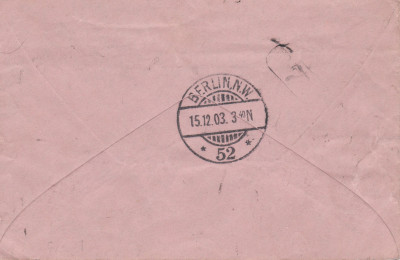 BERLIN. N.W.
15.12.03. 3-4N
* 52 *